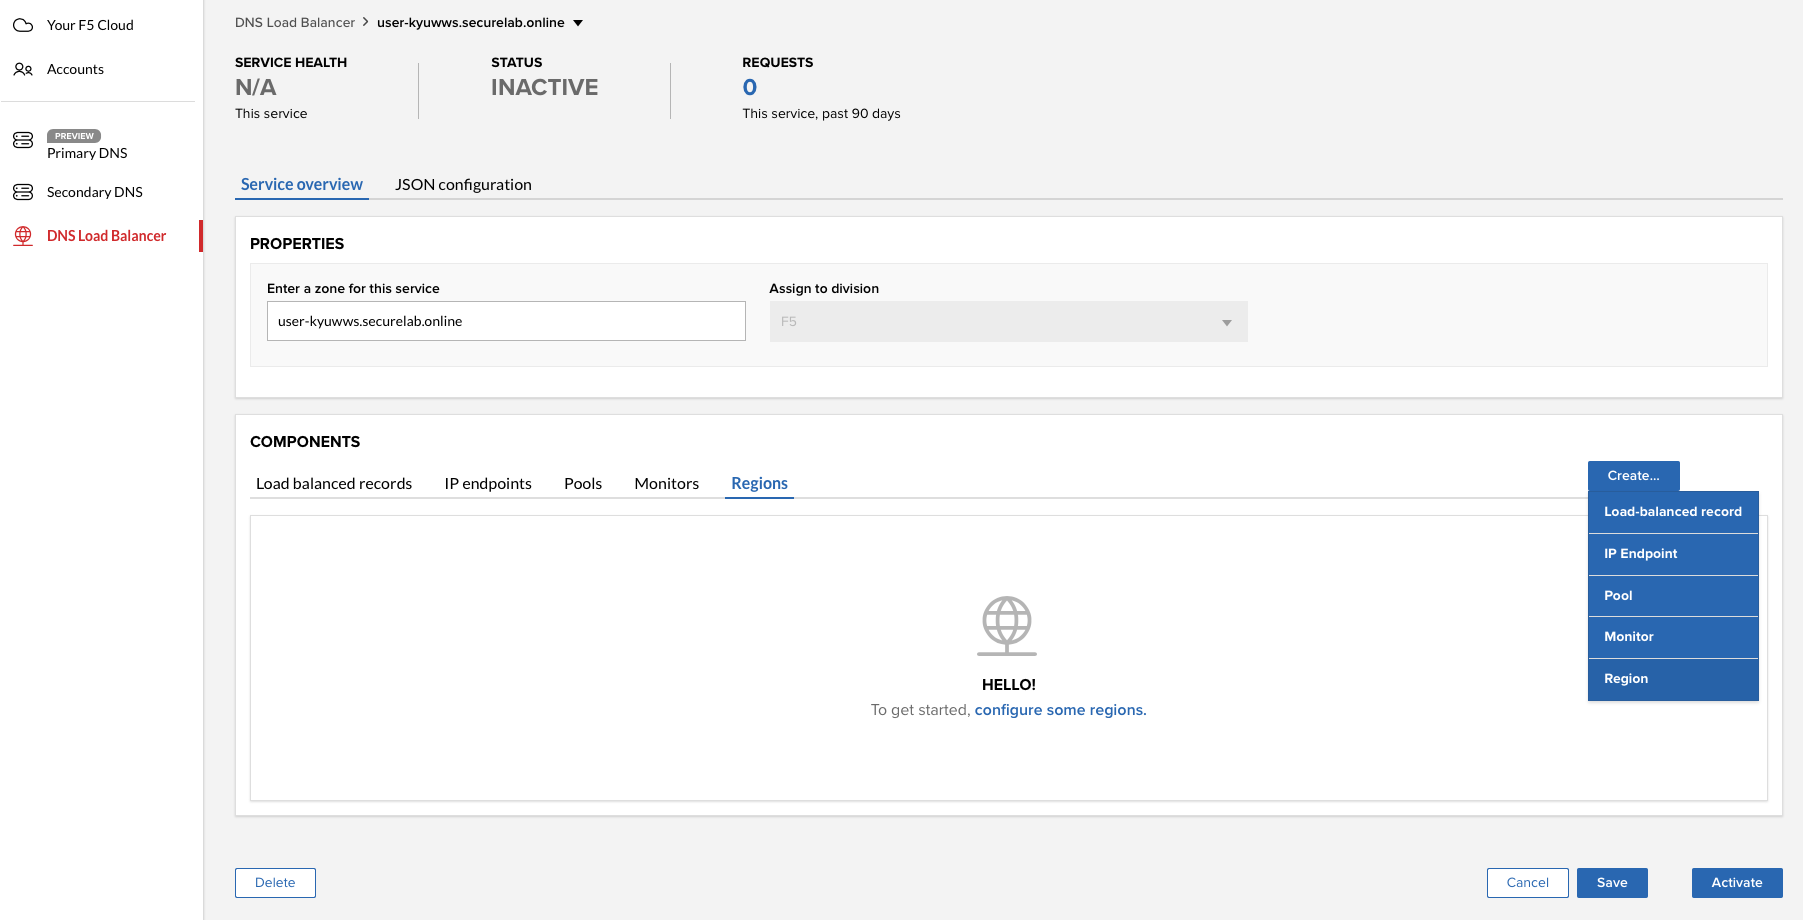 Your F5 Cloud
Accounts
PREVIEW
Primary DNS
Secondary DNS
DNS Load Balancer
DNS Load Balancer > user-kyuwws.securelab.online
SERVICE HEALTH
N/A
This service
STATUS
INACTIVE
REQUESTS
0
This service, past 90 days
Service overview JSON configuration
PROPERTIES
Enter a zone for this service
user-kyuwws.securelab.online
Assign to division
F5
COMPONENTS
Load balanced records IP endpoints Pools Monitors Regions
Create...
Load-balanced record
IP Endpoint
Pool
Monitor
Region
HELLO!
To get started, configure some regions.
Delete
Cancel
Save
Activate